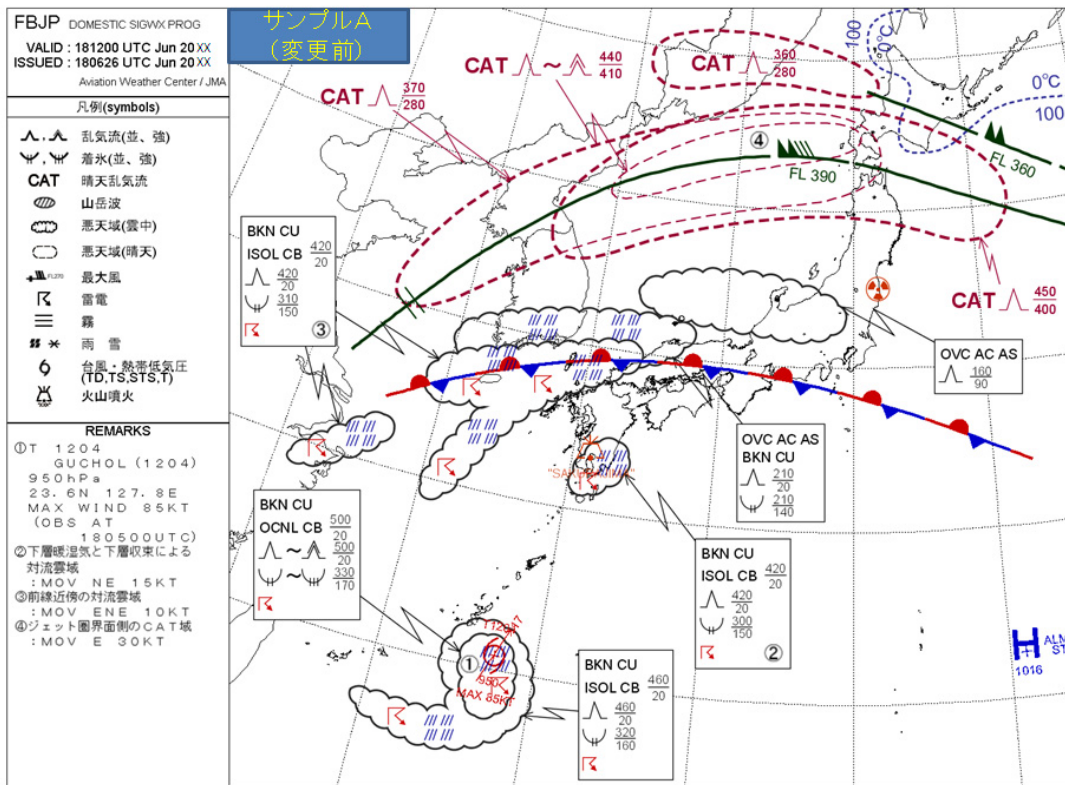 FBJP DOMESTIC SIGWX PROG
VALID : 181200 UTC Jun 20XX
ISSUED : 180626 UTC Jun 20XX
Aviation Weather Center / JMA
凡例(symbols)
乱気流(並、強)
着氷(並、強)
CAT 晴天乱気流
山岳波
悪天域(雲中)
悪天域(晴天)
FL270 最大風
雷電
霧
雨 雪
台風・熱帯低気圧
(TD,TS,STS,T)
火山噴火
REMARKS
①T 1204
GUCHOL (1204)
950hPa
23.6N 127.8E
MAX WIND 85KT
(OBS AT
180500UTC)
②下層暖湿気と下層収束による
対流雲域
:MOV NE 15KT
③前線近傍の対流雲域
:MOV ENE 10KT
④ジェット圏界面側のCAT域
:MOV E 30KT
サンプルA
(変更前)
CAT 370
280
CAT ~ 440
410
CAT 360
280
100
0℃
0℃
100
④
FL 390
FL 360
CAT 450
400
BKN CU
ISOL CB 420
20
420
20
310
150
③
OVC AC AS
160
90
OVC AC AS
BKN CU
210
20
210
140
BKN CU
OCNL CB 500
20
~ 500
20
~ 330
170
BKN CU
ISOL CB 420
20
420
20
300
150
②
①
950
MAX 85KT
BKN CU
ISOL CB 460
20
460
20
320
160
H
1016
ALM
ST